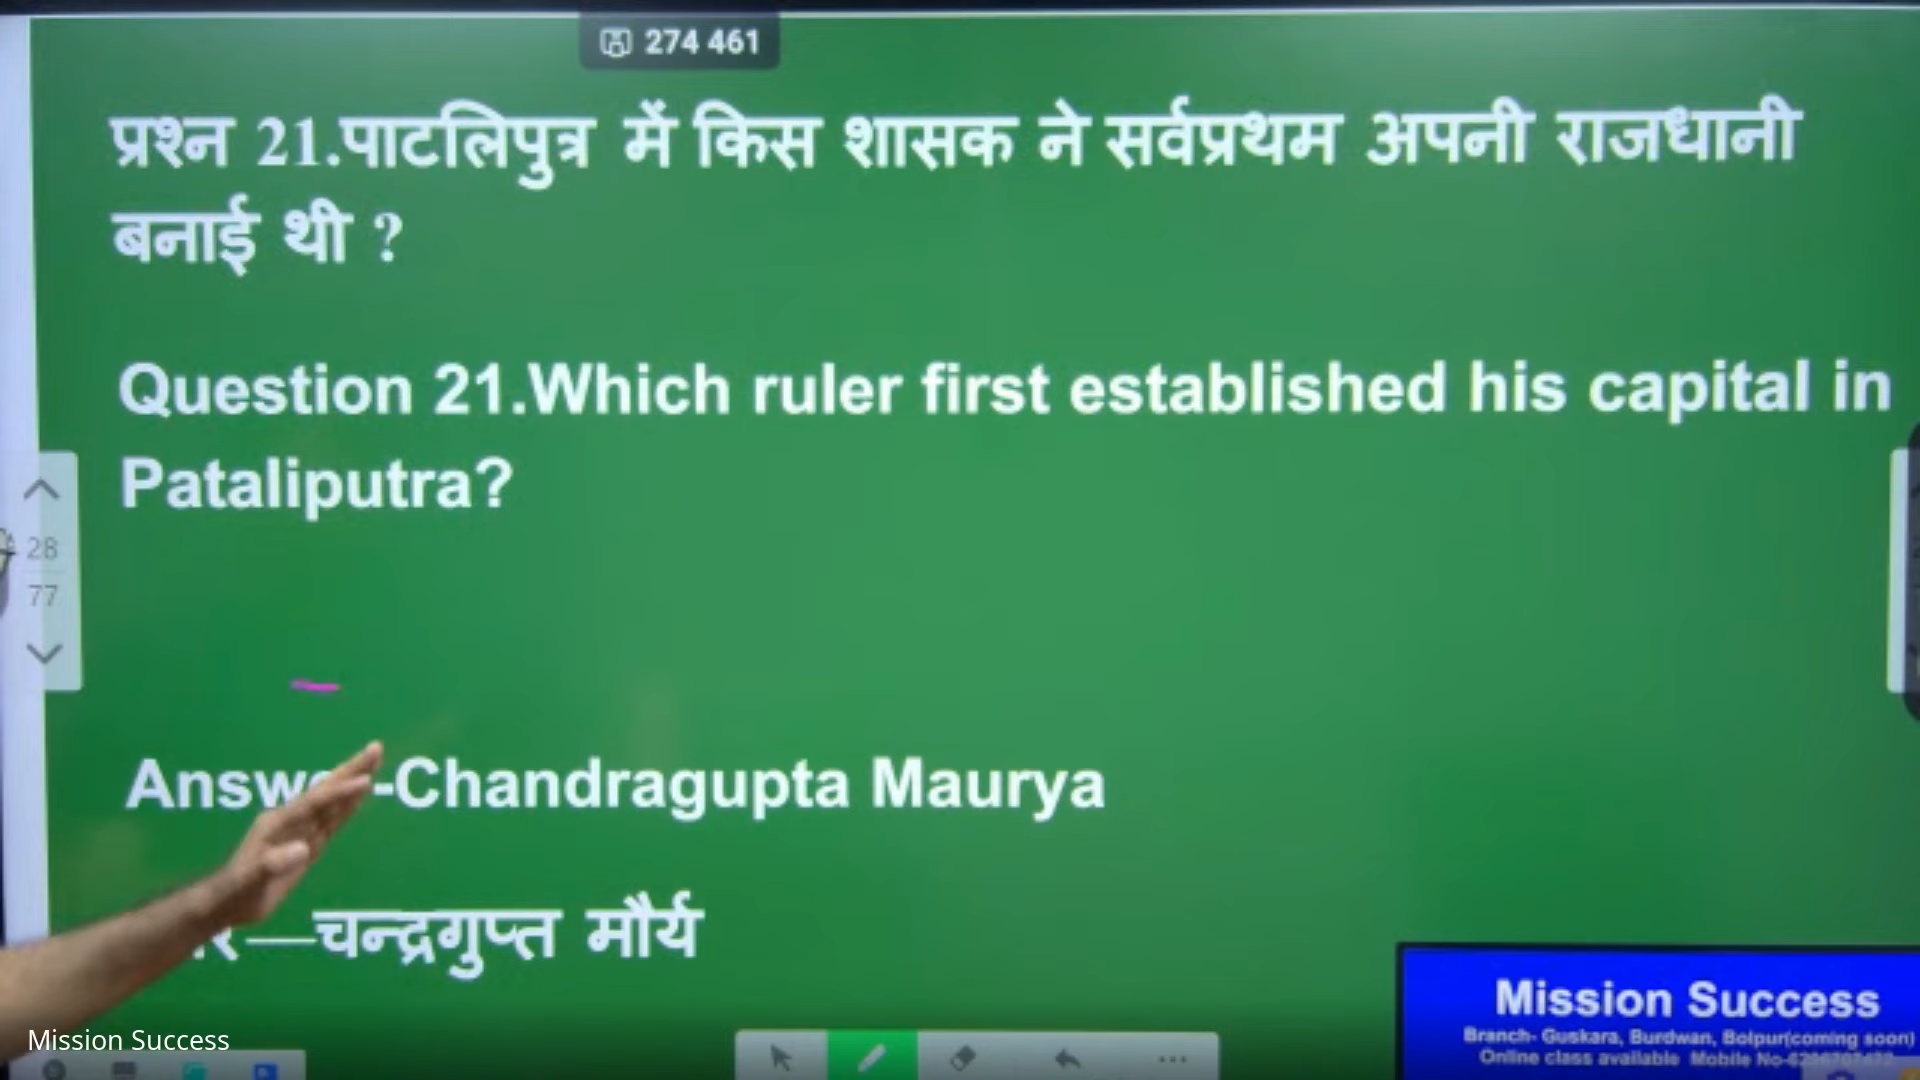 274 461
प्रश्न 21.पाटलिपुत्र में किस शासक ने सर्वप्रथम अपनी राजधानी
बनाई थी ?
Question 21.Which ruler first established his capital in
Pataliputra?
28
77
-Chandragupta Maurya
—चन्द्रगुप्त मौर्य
Mission Success
Branch- Guskara, Burdwan, Bolpur(coming soon)
Online class available Mobile No-
Mission Success